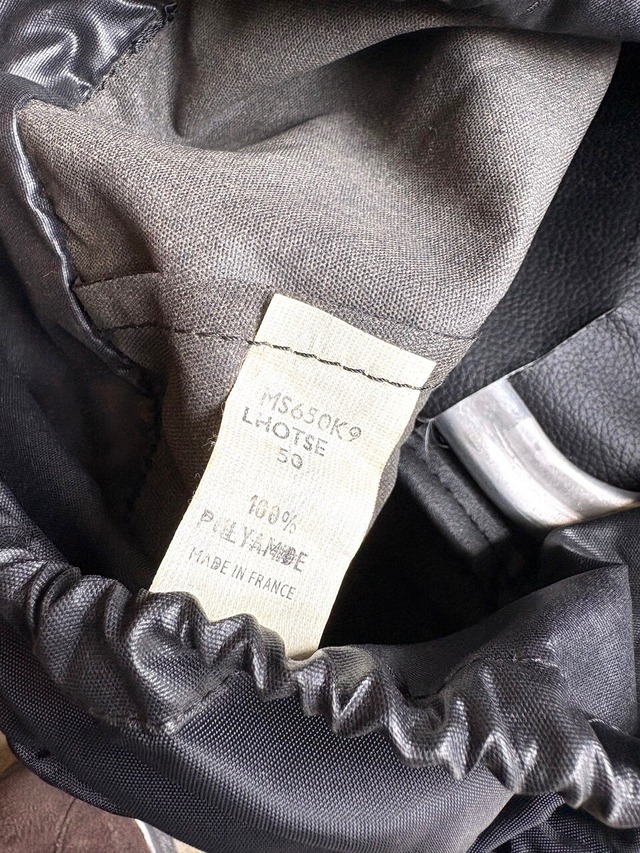 MS650K9
LHOTSE
50
100%
POLYAMIDE
MADE IN FRANCE